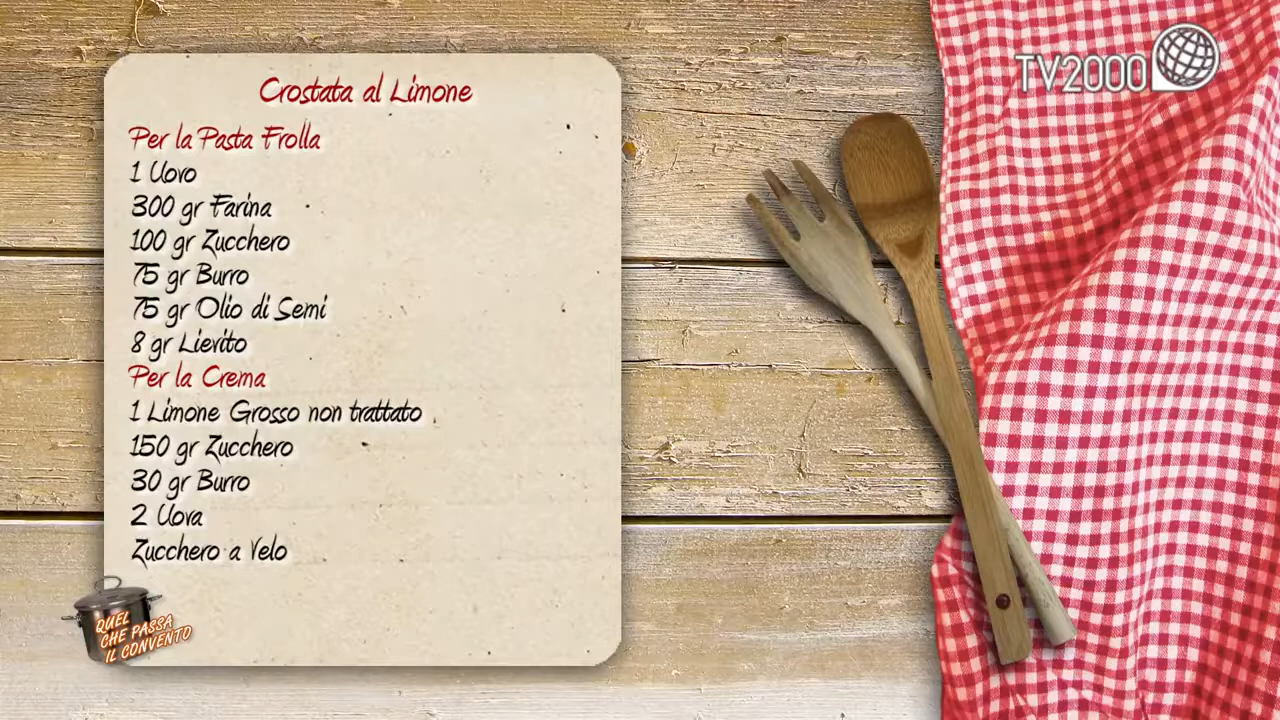 TV2000
Crostata al Limone
Per la Pasta Frolla
1 Uovo
300 gr Farina
100 gr Zucchero
75 gr Burro
75 gr Olio di Semi
8 gr Lievito
Per la Crema
1 Limone Grosso non trattato
150 gr Zucchero
30 gr Burro
2 Uova
Zucchero a Velo
QUEL
CHE PASSA
IL CONVENTO